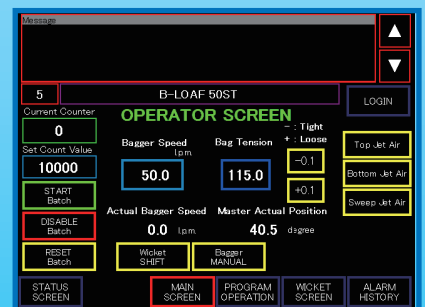 Message
▲
▼
5
B-LOAF 50ST
LOGIN
Current Counter
0
OPERATOR SCREEN
Set Count Value
10000
Bagger Speed
l.p.m.
50.0
Bag Tension
115.0
- : Tight
+ : Loose
-0.1
+0.1
Top Jet Air
Bottom Jet Air
Sweep Jet Air
START
Batch
DISABLE
Batch
RESET
Batch
Actual Bagger Speed
0.0 l.p.m.
Master Actual Position
40.5 degree
Wicket
SHIFT
Bagger
MANUAL
STATUS
SCREEN
MAIN
SCREEN
PROGRAM
OPERATION
WICKET
SCREEN
ALARM
HISTORY